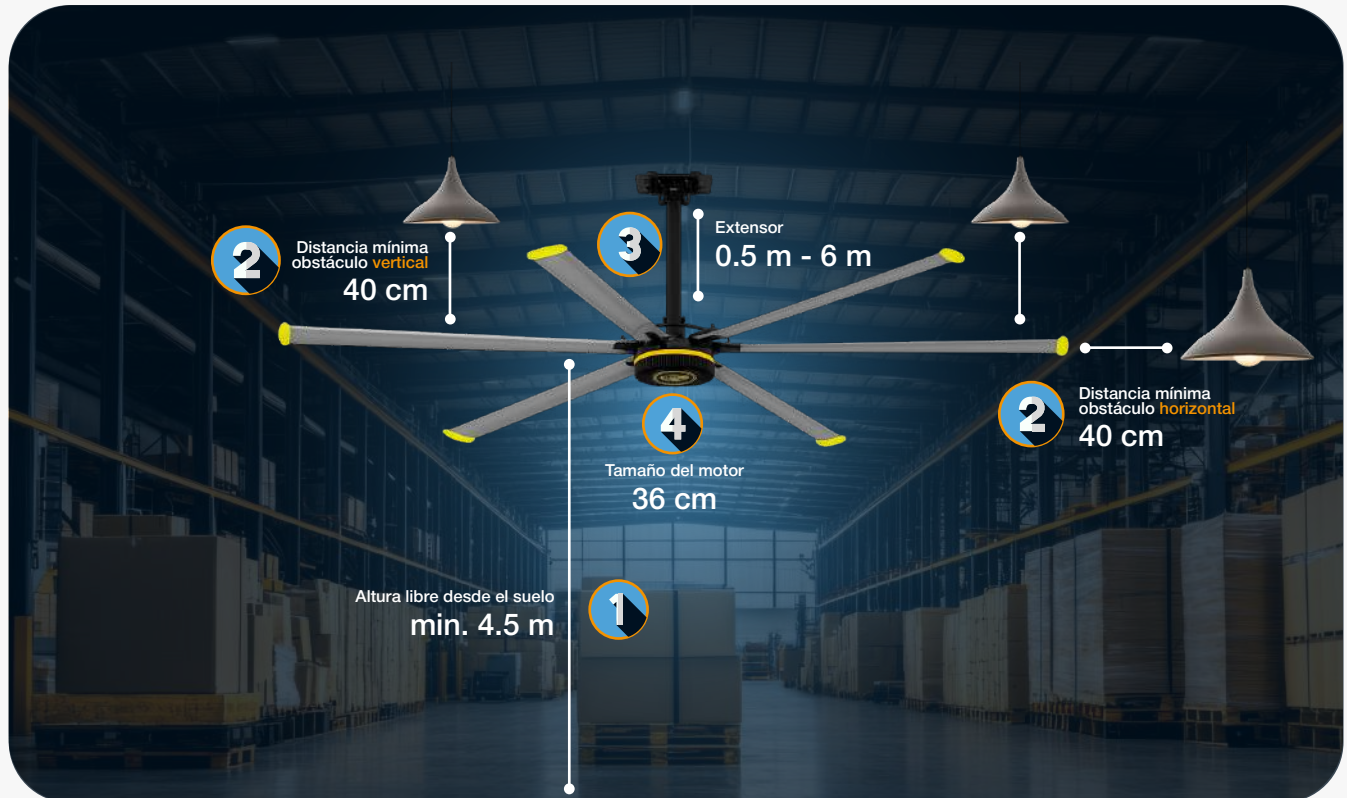 2
Distancia mínima
obstáculo vertical
40 cm
3
Extensor
0.5 m - 6 m
2
Distancia mínima
obstáculo horizontal
40 cm
4
Tamaño del motor
36 cm
Altura libre desde el suelo
min. 4.5 m
1